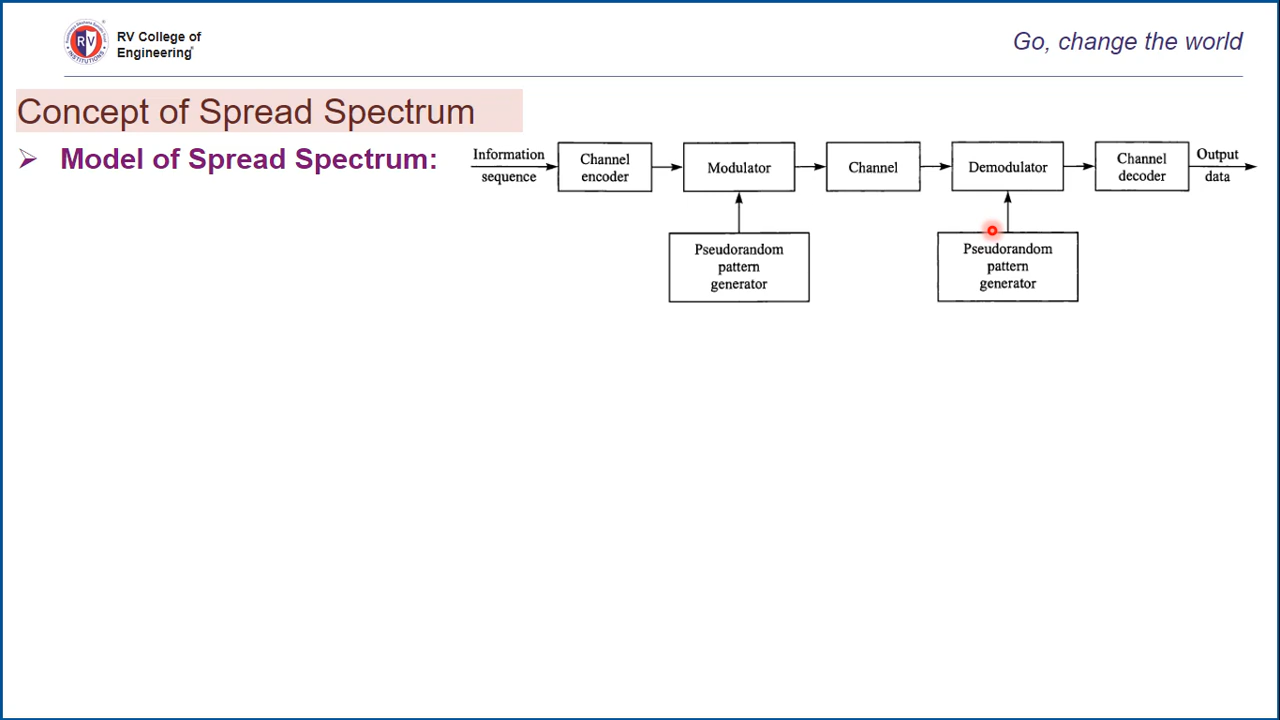 RV College of
Engineering
Go, change the world
Concept of Spread Spectrum
➢ Model of Spread Spectrum:
Information
sequence
Channel
encoder
Modulator
Channel
Demodulator
Channel
decoder
Output
data
Pseudorandom
pattern
generator
Pseudorandom
pattern
generator